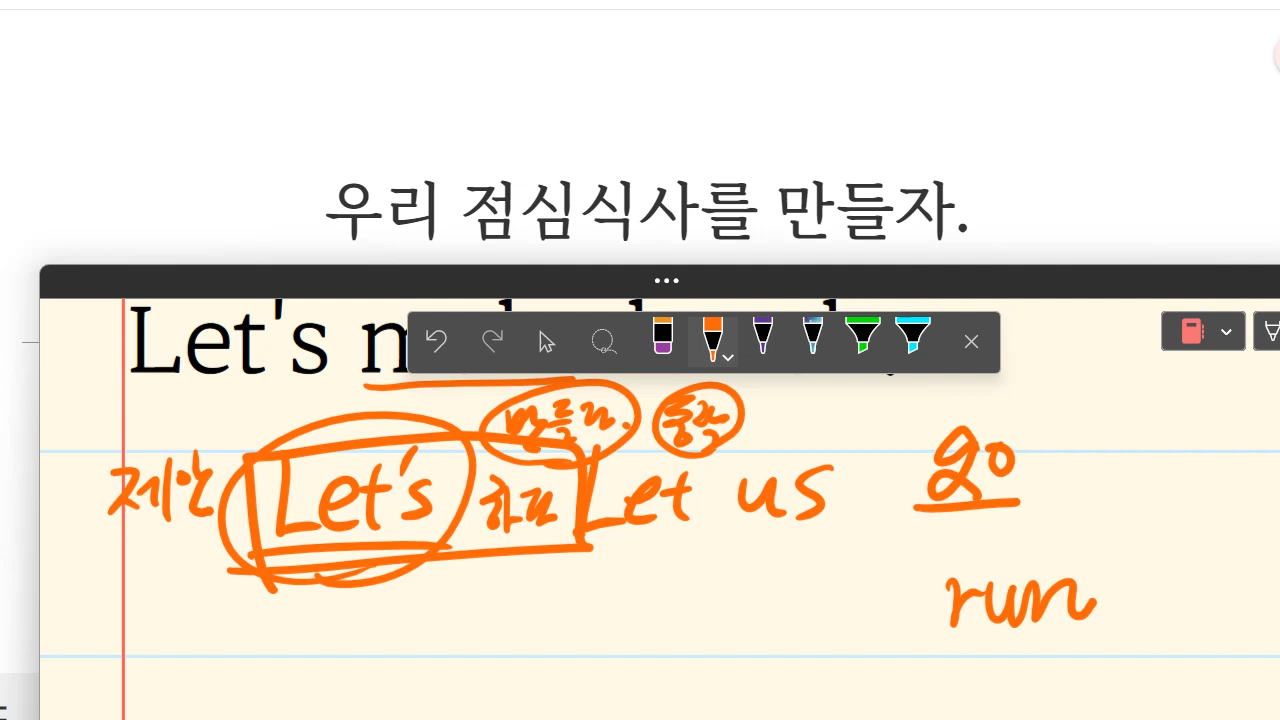 우리 점심식사를 만들자.
Let's
만들자. 동작
제안 Let's 하자 Let us go
run